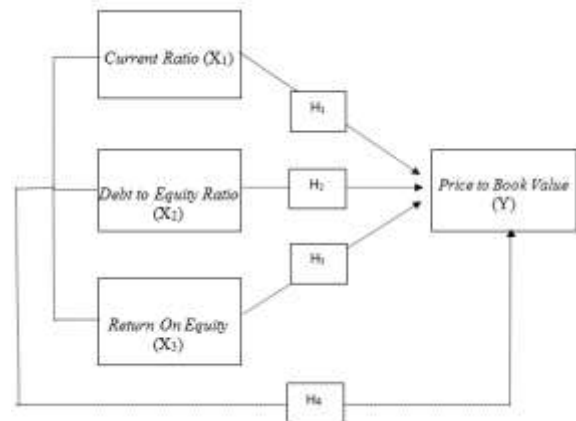 Current Ratio (X₁)
H₁
Debt to Equity Ratio
(X₂)
H₂
Price to Book Value
(Y)
H₃
Return On Equity
(X₃)
H₄